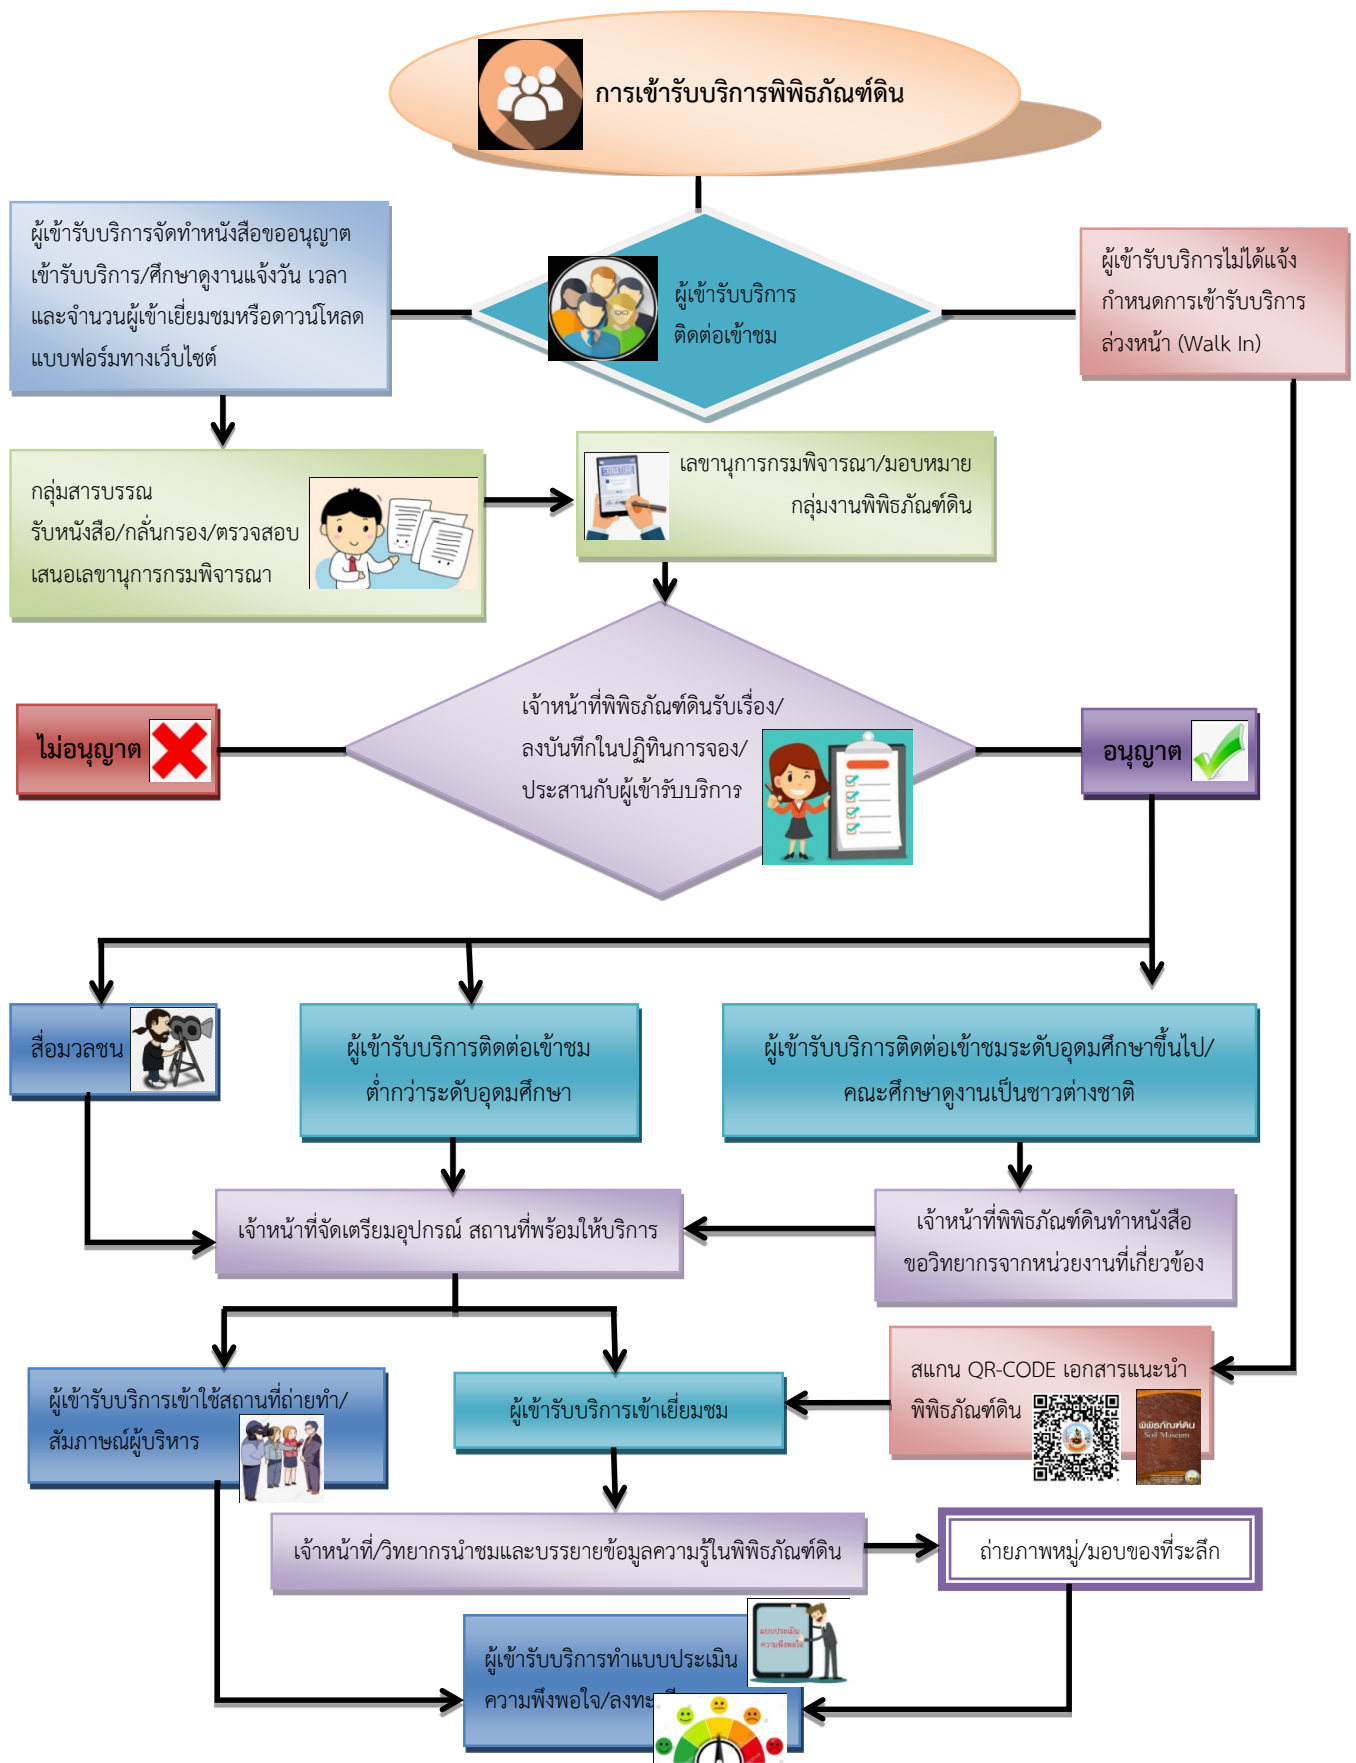 การเข้ารับบริการพิพิธภัณฑ์ดิน
ผู้เข้ารับบริการจัดทำหนังสือขออนุญาต
เข้ารับบริการ/ศึกษาดูงานแจ้งวัน เวลา
และจำนวนผู้เข้าเยี่ยมชมหรือดาวน์โหลด
แบบฟอร์มทางเว็บไซต์
ผู้เข้ารับบริการ
ติดต่อเข้าชม
ผู้เข้ารับบริการไม่ได้แจ้ง
กำหนดการเข้ารับบริการ
ล่วงหน้า (Walk In)
กลุ่มสารบรรณ
รับหนังสือ/กลั่นกรอง/ตรวจสอบ
เสนอเลขานุการกรมพิจารณา
เลขานุการกรมพิจารณา/มอบหมาย
กลุ่มงานพิพิธภัณฑ์ดิน
SIGNATURE
เจ้าหน้าที่พิพิธภัณฑ์ดินรับเรื่อง/
ลงบันทึกในปฏิทินการจอง/
ประสานกับผู้เข้ารับบริการ
ไม่อนุญาต
อนุญาต
สื่อมวลชน
ผู้เข้ารับบริการติดต่อเข้าชม
ต่ำกว่าระดับอุดมศึกษา
ผู้เข้ารับบริการติดต่อเข้าชมระดับอุดมศึกษาขึ้นไป/
คณะศึกษาดูงานเป็นชาวต่างชาติ
เจ้าหน้าที่จัดเตรียมอุปกรณ์ สถานที่พร้อมให้บริการ
เจ้าหน้าที่พิพิธภัณฑ์ดินทำหนังสือ
ขอวิทยากรจากหน่วยงานที่เกี่ยวข้อง
ผู้เข้ารับบริการเข้าใช้สถานที่ถ่ายทำ/
สัมภาษณ์ผู้บริหาร
ผู้เข้ารับบริการเข้าเยี่ยมชม
สแกน QR-CODE เอกสารแนะนำ
พิพิธภัณฑ์ดิน
พิพิธภัณฑ์ดิน
Soil Museum
เจ้าหน้าที่/วิทยากรนำชมและบรรยายข้อมูลความรู้ในพิพิธภัณฑ์ดิน
ถ่ายภาพหมู่/มอบของที่ระลึก
ผู้เข้ารับบริการทำแบบประเมิน
ความพึงพอใจ/
แบบประเมิน
ความพึงพอใจ